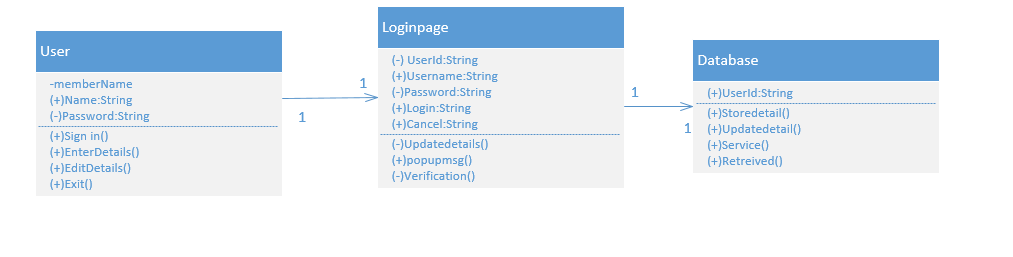 User
-memberName
(+)Name:String
(-)Password:String
(+)Sign in()
(+)EnterDetails()
(+)EditDetails()
(+)Exit()
1
1
Loginpage
(-) UserId:String
(+)Username:String
(-)Password:String
(+)Login:String
(+)Cancel:String
(-)Updatedetails()
(+)popupmsg()
(-)Verification()
1
1
Database
(+)UserId:String
(+)Storedetail()
(+)Updatedetail()
(+)Service()
(+)Retreived()